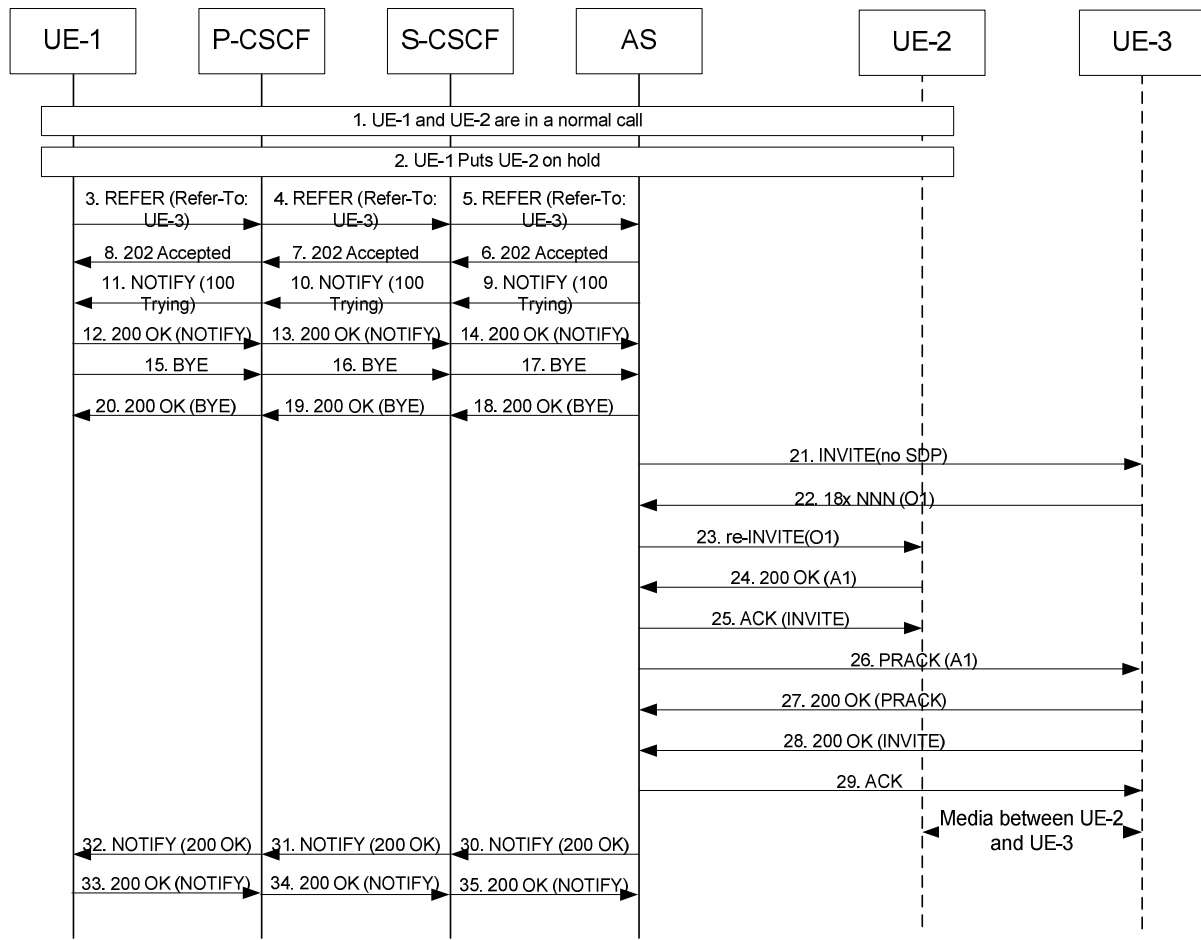 UE-1
P-CSCF
S-CSCF
AS
UE-2
UE-3
1. UE-1 and UE-2 are in a normal call
2. UE-1 Puts UE-2 on hold
3. REFER (Refer-To:
UE-3)
4. REFER (Refer-To:
UE-3)
5. REFER (Refer-To:
UE-3)
8. 202 Accepted
7. 202 Accepted
6. 202 Accepted
11. NOTIFY (100
Trying)
10. NOTIFY (100
Trying)
9. NOTIFY (100
Trying)
12. 200 OK (NOTIFY)
13. 200 OK (NOTIFY)
14. 200 OK (NOTIFY)
15. BYE
16. BYE
17. BYE
20. 200 OK (BYE)
19. 200 OK (BYE)
18. 200 OK (BYE)
21. INVITE(no SDP)
22. 18x NNN (O1)
23. re-INVITE(O1)
24. 200 OK (A1)
25. ACK (INVITE)
26. PRACK (A1)
27. 200 OK (PRACK)
28. 200 OK (INVITE)
29. ACK
Media between UE-2
and UE-3
32. NOTIFY (200 OK)
31. NOTIFY (200 OK)
30. NOTIFY (200 OK)
33. 200 OK (NOTIFY)
34. 200 OK (NOTIFY)
35. 200 OK (NOTIFY)